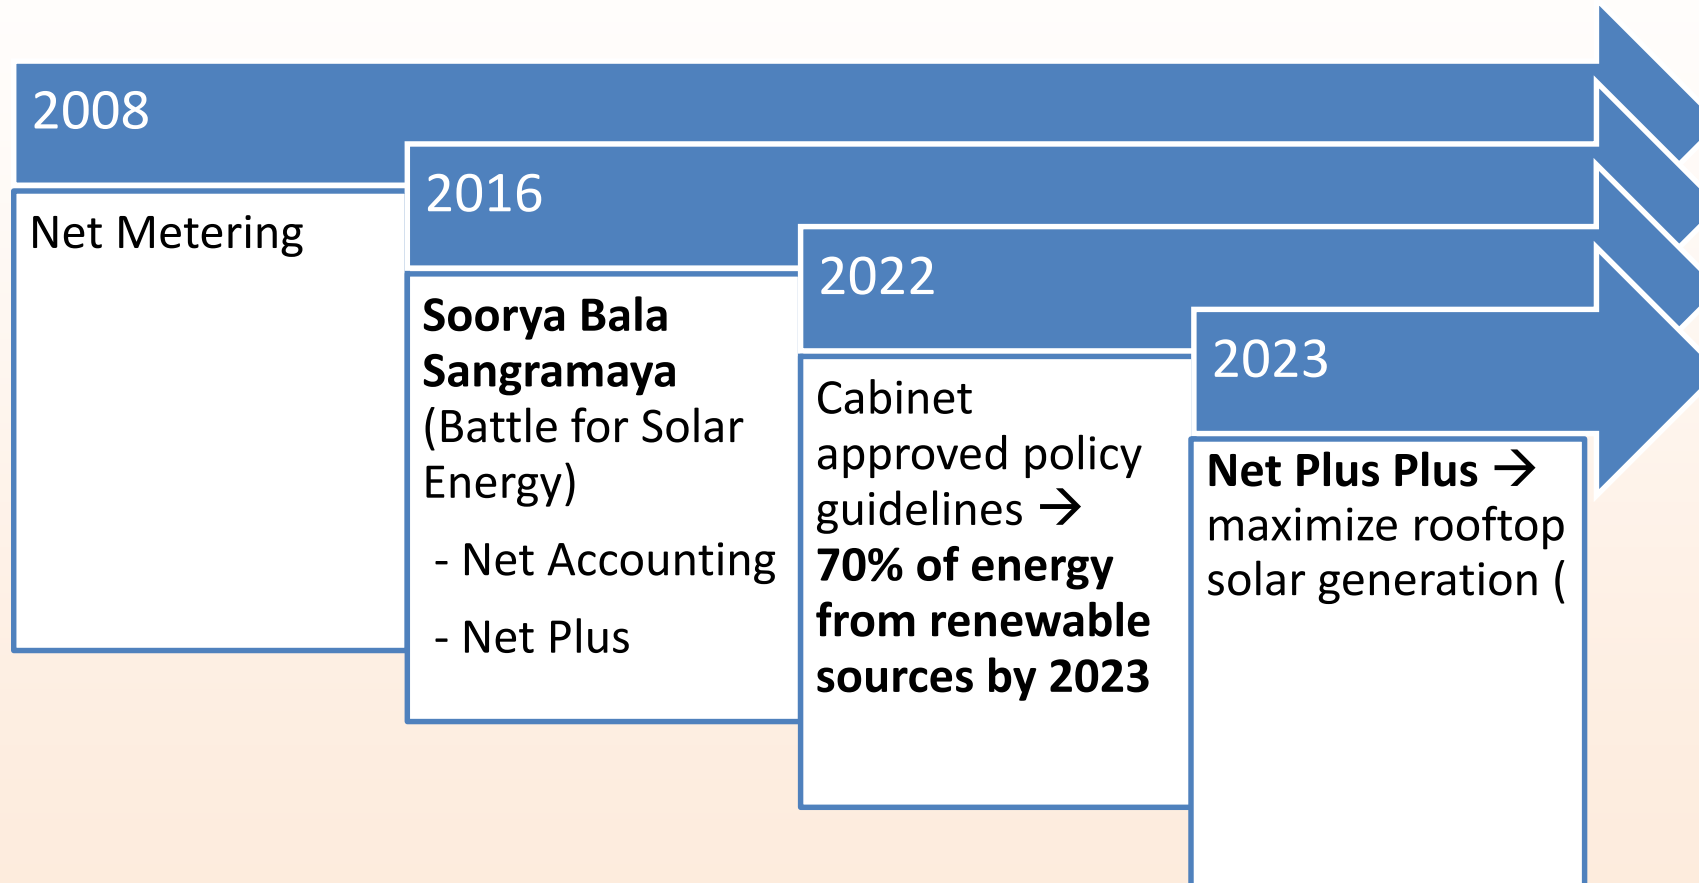 2008
Net Metering
2016
Soorya Bala
Sangramaya
(Battle for Solar
Energy)
- Net Accounting
- Net Plus
2022
Cabinet
approved policy
guidelines →
70% of energy
from renewable
sources by 2023
2023
Net Plus Plus →
maximize rooftop
solar generation (